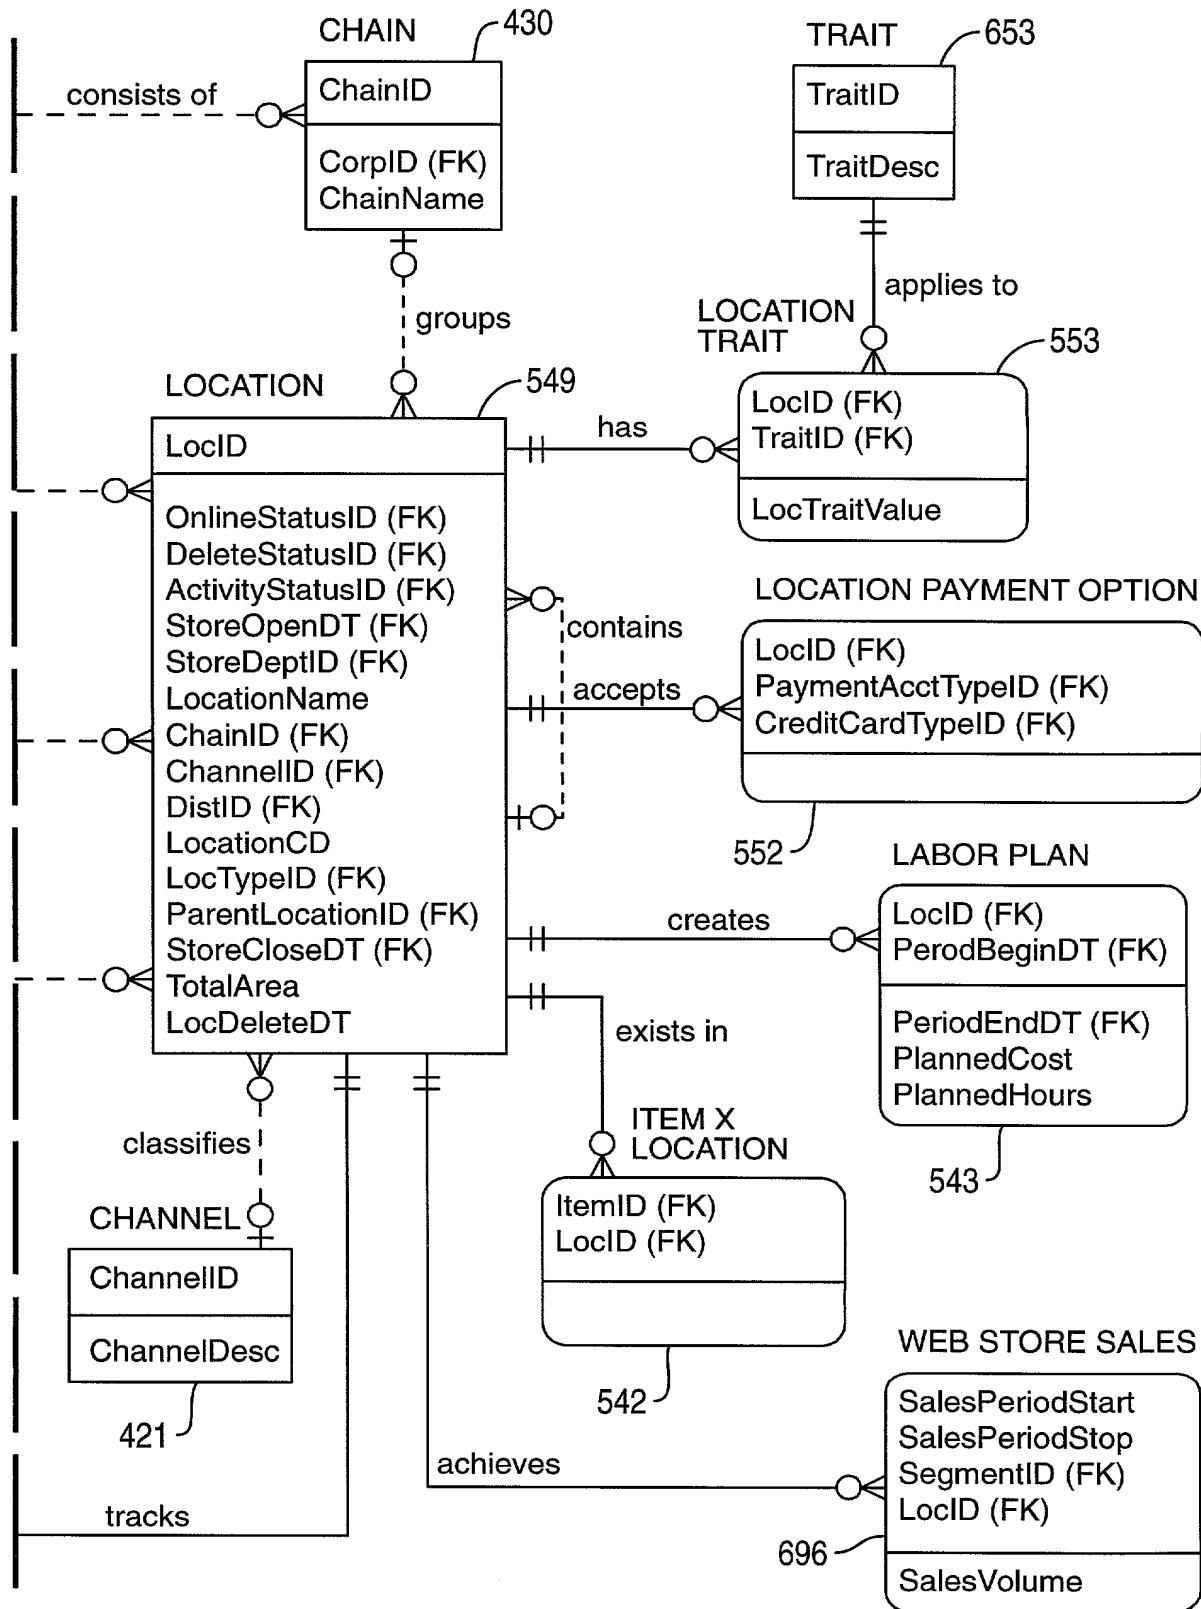 CHAIN
430
ChainID
CorpID (FK)
ChainName
consists of
TRAIT
653
TraitID
TraitDesc
groups
applies to
LOCATION
TRAIT
553
LocID (FK)
TraitID (FK)
LocTraitValue
LOCATION
549
LocID
OnlineStatusID (FK)
DeleteStatusID (FK)
ActivityStatusID (FK)
StoreOpenDT (FK)
StoreDeptID (FK)
LocationName
ChainID (FK)
ChannelID (FK)
DistID (FK)
LocationCD
LocTypeID (FK)
ParentLocationID (FK)
StoreCloseDT (FK)
TotalArea
LocDeleteDT
has
contains
accepts
LOCATION PAYMENT OPTION
LocID (FK)
PaymentAcctTypeID (FK)
CreditCardTypeID (FK)
552
LABOR PLAN
creates
LocID (FK)
PerodBeginDT (FK)
PeriodEndDT (FK)
PlannedCost
PlannedHours
543
exists in
ITEM X
LOCATION
ItemID (FK)
LocID (FK)
542
classifies
CHANNEL
ChannelID
ChannelDesc
421
WEB STORE SALES
SalesPeriodStart
SalesPeriodStop
SegmentID (FK)
LocID (FK)
SalesVolume
696
achieves
tracks